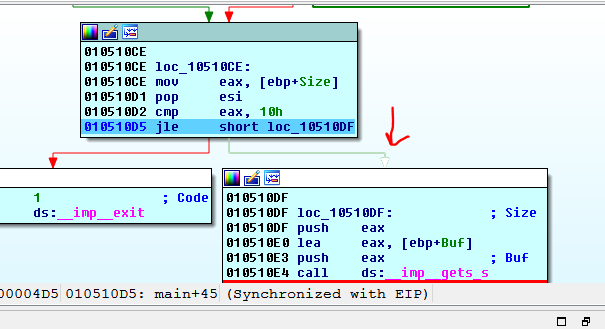 010510CE
010510CE loc_10510CE:
010510CE mov eax, [ebp+Size]
010510D1 pop esi
010510D2 cmp eax, 10h
010510D5 jle short loc_10510DF
1 ; Code
ds:__imp__exit
010510DF
010510DF loc_10510DF: ; Size
010510DF push eax
010510E0 lea eax, [ebp+Buf]
010510E3 push eax ; Buf
010510E4 call ds:__imp__gets_s
00004D5 010510D5: main+45 (Synchronized with EIP)